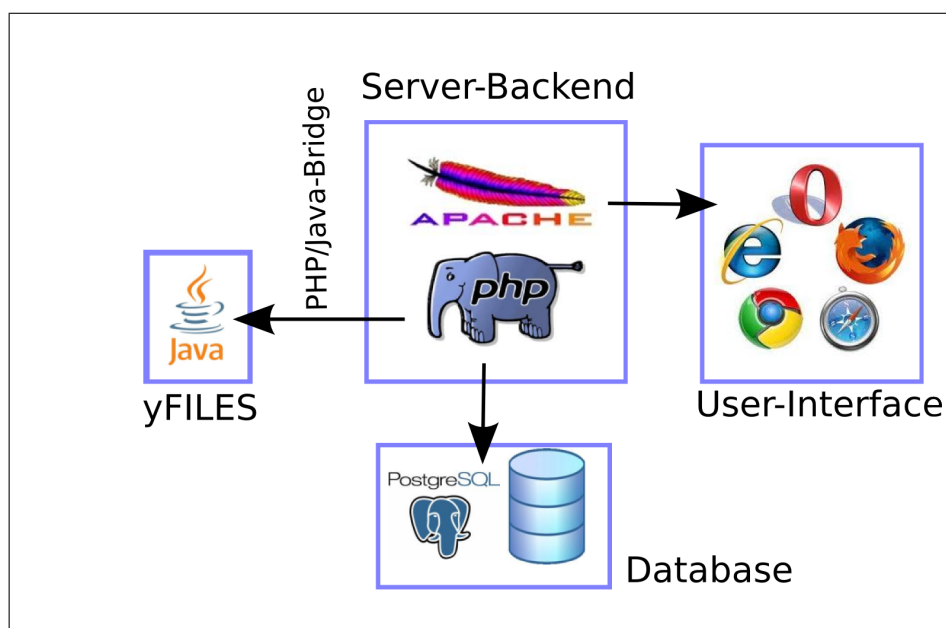 Server-Backend
PHP/Java-Bridge
APACHE
php
Java
yFILES
User-Interface
PostgreSQL
Database